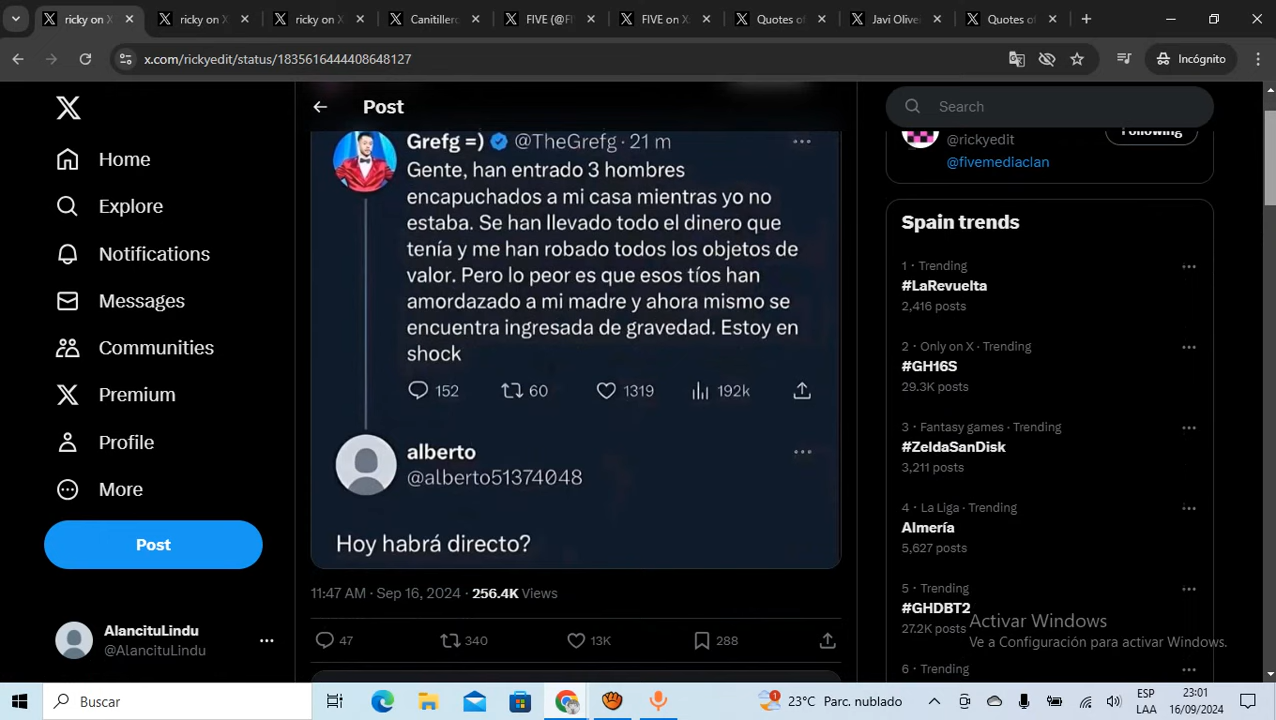 ricky on X
ricky on X
ricky on X
Canitillero
FIVE (@FI
FIVE on X
Quotes of
Javi Olive
Quotes of
x.com/rickyedit/status/1835616444408648127
Incógnito
Post
Search
Home
Explore
Notifications
Messages
Communities
Premium
Profile
More
Post
AlancituLindu
@AlancituLindu
Grefg =) @TheGrefg · 21 m
Gente, han entrado 3 hombres
encapuchados a mi casa mientras yo no
estaba. Se han llevado todo el dinero que
tenía y me han robado todos los objetos de
valor. Pero lo peor es que esos tíos han
amordazado a mi madre y ahora mismo se
encuentra ingresada de gravedad. Estoy en
shock
152 60 1319 192k
alberto
@alberto51374048
Hoy habrá directo?
11:47 AM · Sep 16, 2024 · 256.4K Views
47 340 13K 288
@rickyedit
Following
@fivemediaclan
Spain trends
1 · Trending
#LaRevuelta
2,416 posts
2 · Only on X · Trending
#GH16S
29.3K posts
3 · Fantasy games · Trending
#ZeldaSanDisk
3,211 posts
4 · La Liga · Trending
Almería
5,627 posts
5 · Trending
#GHDBT2
27.2K posts
6 · Trending
Activar Windows
Ve a Configuración para activar Windows.
Buscar
23°C Parc. nublado
ESP
LAA
23:01
16/09/2024